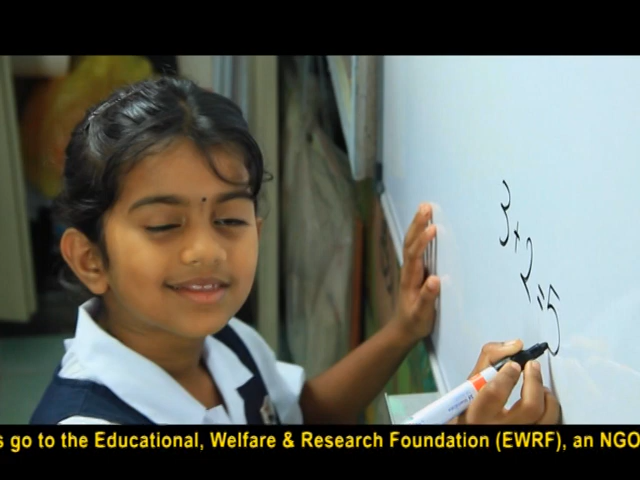 3+2=5
s go to the Educational, Welfare & Research Foundation (EWRF), an NGO